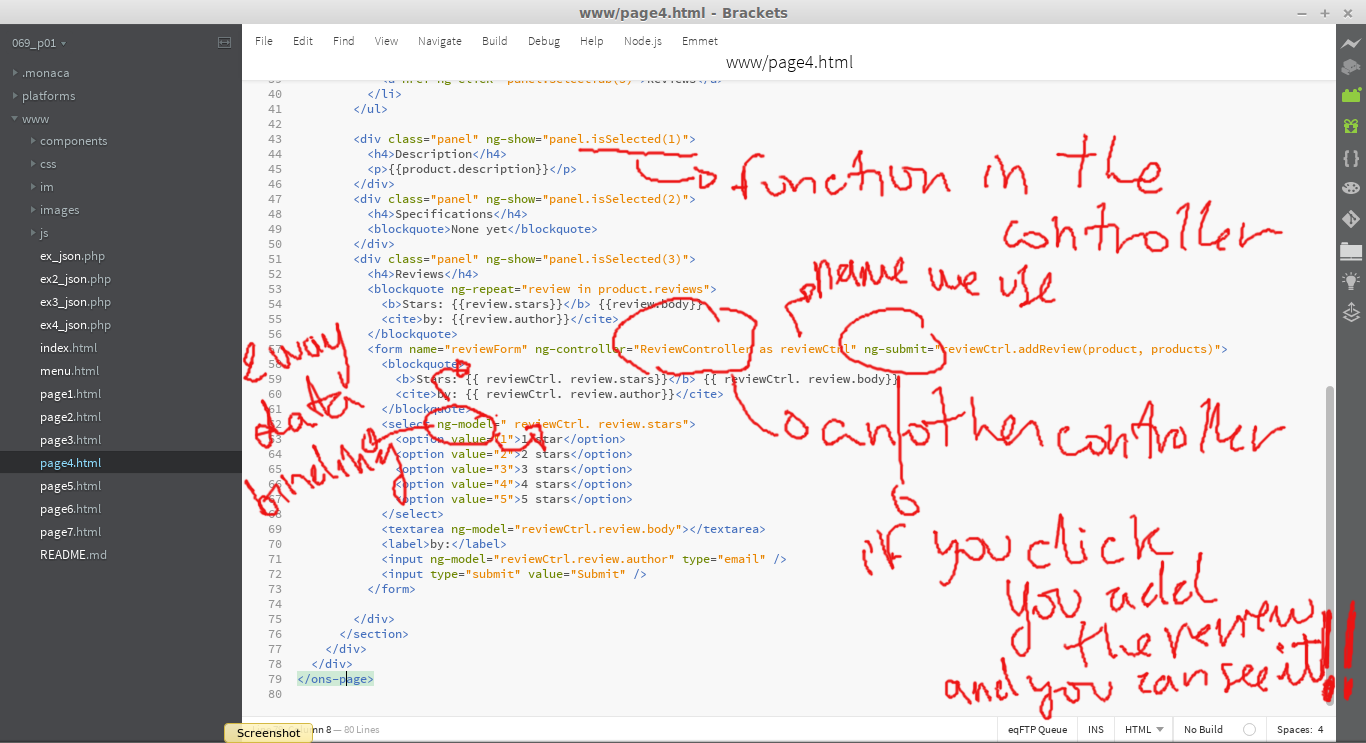 www/page4.html - Brackets
069_p01
.monaca
platforms
www
components
css
im
images
js
ex_json.php
ex2_json.php
ex3_json.php
ex4_json.php
index.html
menu.html
page1.html
page2.html
page3.html
page4.html
page5.html
page6.html
page7.html
README.md
File Edit Find View Navigate Build Debug Help Node.js Emmet
www/page4.html
40 </li>
41 </ul>
42
43 <div class="panel" ng-show="panel.isSelected(1)">
44 <h4>Description</h4>
45 <p>{{product.description}}</p>
46 </div>
47 <div class="panel" ng-show="panel.isSelected(2)">
48 <h4>Specifications</h4>
49 <blockquote>None yet</blockquote>
50 </div>
51 <div class="panel" ng-show="panel.isSelected(3)">
52 <h4>Reviews</h4>
53 <blockquote ng-repeat="review in product.reviews">
54 <b>Stars: {{review.stars}}</b> {{review.body}}
55 <cite>by: {{review.author}}</cite>
56 </blockquote>
57 <form name="reviewForm" ng-controller="ReviewController as reviewCtrl" ng-submit="reviewCtrl.addReview(product, products)">
58 <blockquote>
59 <b>Stars: {{ reviewCtrl. review.stars}}</b> {{ reviewCtrl. review.body}}
60 <cite>by: {{ reviewCtrl. review.author}}</cite>
61 </blockquote>
62 <select ng-model=" reviewCtrl. review.stars">
63 <option value="1">1 star</option>
64 <option value="2">2 stars</option>
65 <option value="3">3 stars</option>
66 <option value="4">4 stars</option>
67 <option value="5">5 stars</option>
68 </select>
69 <textarea ng-model="reviewCtrl.review.body"></textarea>
70 <label>by:</label>
71 <input ng-model="reviewCtrl.review.author" type="email" />
72 <input type="submit" value="Submit" />
73 </form>
74
75 </div>
76 </section>
77 </div>
78 </div>
79 </ons-page>
80
function in the
controller
name we use
another controller
if you click
you add
the review
and you can see it!!
2 way
data
binding
Screenshot
8 — 80 Lines
eqFTP Queue INS HTML No Build Spaces: 4